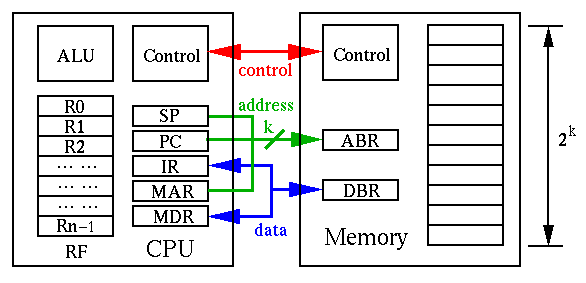 ALU
Control
control
Control
R0
R1
R2
... ...
... ...
... ...
Rn-1
RF
SP
PC
IR
MAR
MDR
CPU
address
k
data
ABR
DBR
Memory
2^k